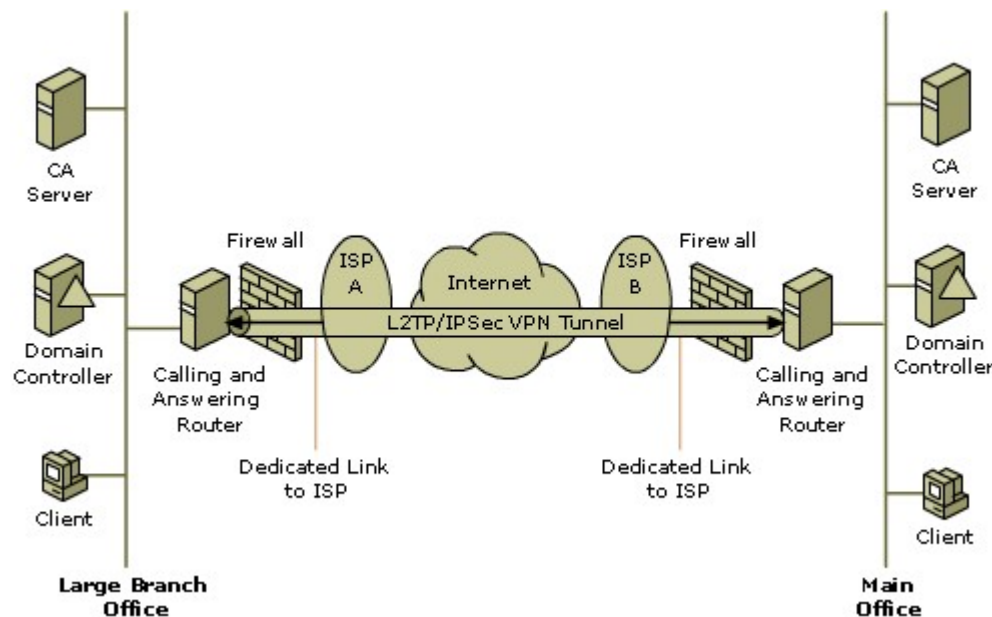 CA
Server
Domain
Controller
Client
Large Branch
Office
Calling and
Answering
Router
Firewall
ISP
A
Dedicated Link
to ISP
Internet
L2TP/IPSec VPN Tunnel
ISP
B
Dedicated Link
to ISP
Firewall
Calling and
Answering
Router
CA
Server
Domain
Controller
Client
Main
Office